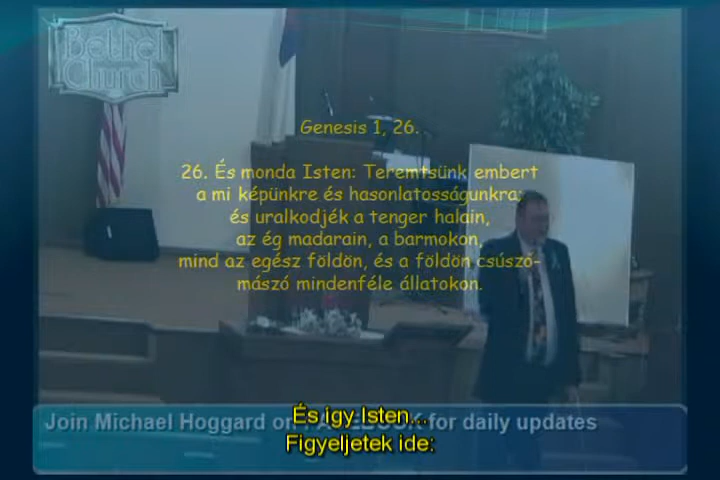 Bethel
Church
Genesis 1, 26.
26. És monda Isten: Teremtsünk embert
a mi képünkre és hasonlatosságunkra;
és uralkodjék a tenger halain,
az ég madarain, a barmokon,
mind az egész földön, és a földön csúszó-
mászó mindenféle állatokon.
Join Michael Hoggard on FACEBOOK for daily updates
És így Isten...
Figyeljetek ide: